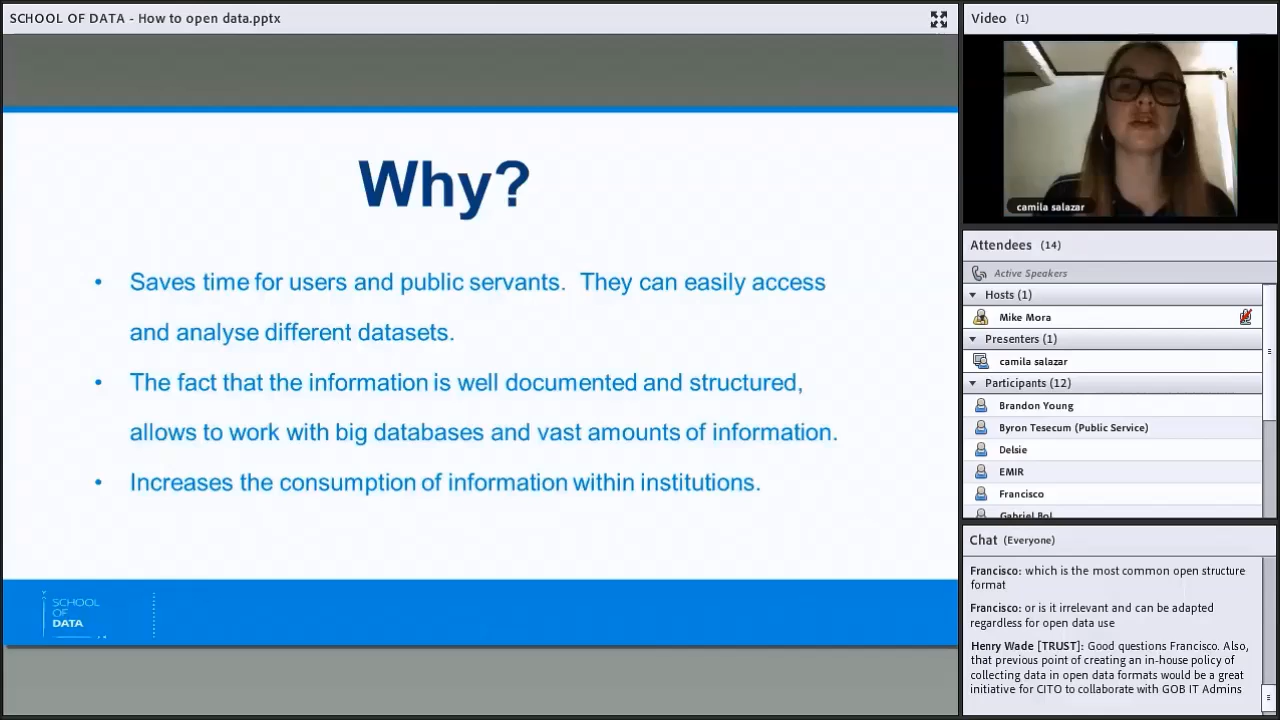 SCHOOL OF DATA - How to open data.pptx
Why?
• Saves time for users and public servants.  They can easily access
and analyse different datasets.
• The fact that the information is well documented and structured,
allows to work with big databases and vast amounts of information.
• Increases the consumption of information within institutions.
SCHOOL
OF
DATA
Video (1)
camila salazar
Attendees (14)
Active Speakers
Hosts (1)
Mike Mora
Presenters (1)
camila salazar
Participants (12)
Brandon Young
Byron Tesecum (Public Service)
Delsie
EMIR
Francisco
Gabriel Bol
Chat (Everyone)
Francisco: which is the most common open structure
format
Francisco: or is it irrelevant and can be adapted
regardless for open data use
Henry Wade [TRUST]: Good questions Francisco. Also,
that previous point of creating an in-house policy of
collecting data in open data formats would be a great
initiative for CITO to collaborate with GOB IT Admins